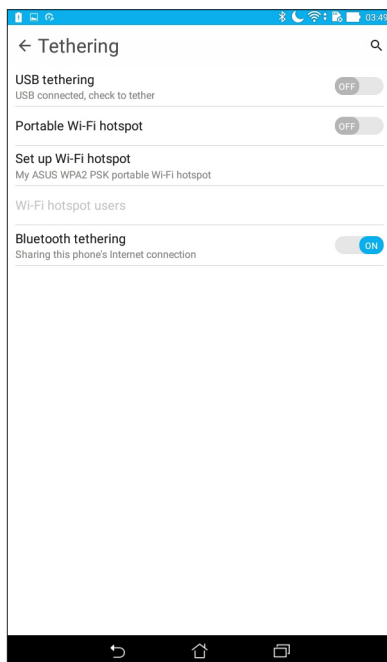 03:49
Tethering
USB tethering
OFF
USB connected, check to tether
Portable Wi-Fi hotspot
OFF
Set up Wi-Fi hotspot
My ASUS WPA2 PSK portable Wi-Fi hotspot
Wi-Fi hotspot users
Bluetooth tethering
ON
Sharing this phone's Internet connection